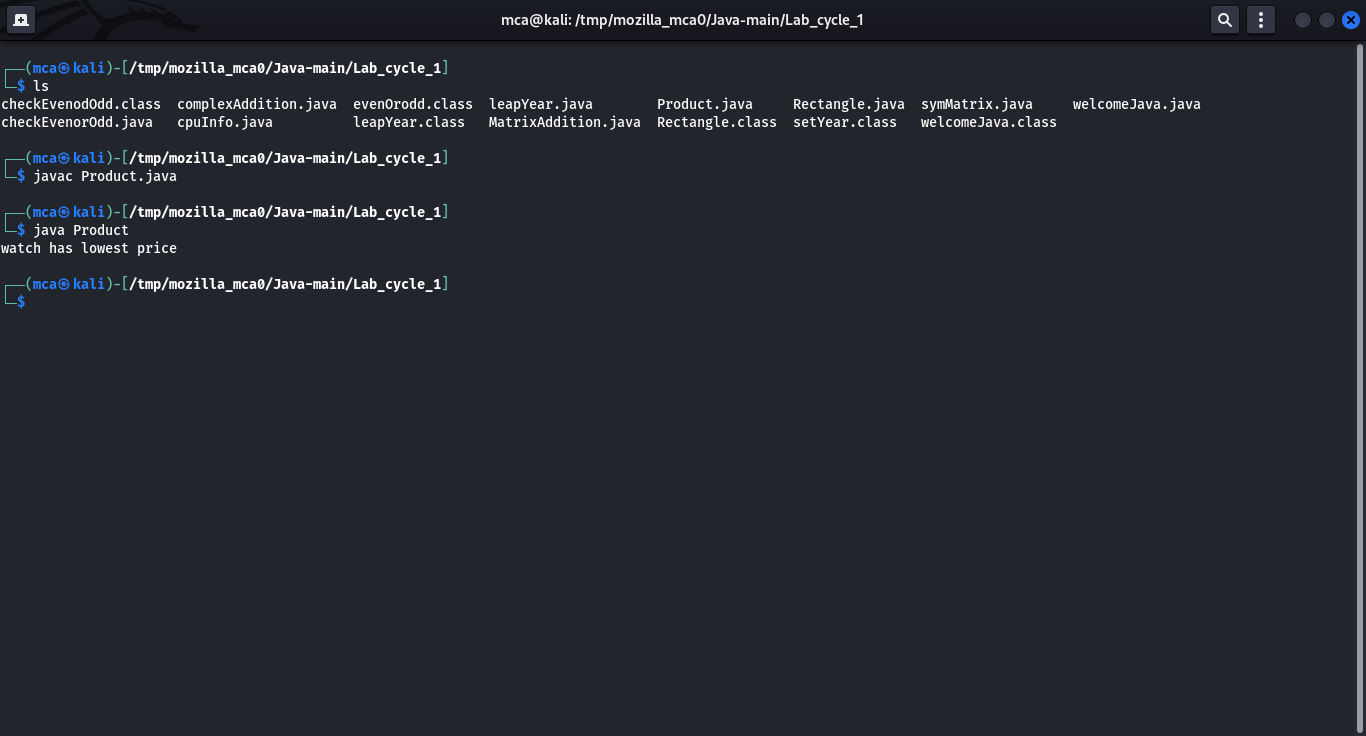 mca@kali: /tmp/mozilla_mca0/Java-main/Lab_cycle_1
┌──(mca㉿kali)-[/tmp/mozilla_mca0/Java-main/Lab_cycle_1]
└─$ ls
checkEvenodOdd.class  complexAddition.java  evenOrodd.class  leapYear.java        Product.java     Rectangle.java  symMatrix.java     welcomeJava.java
checkEvenorOdd.java   cpuInfo.java          leapYear.class   MatrixAddition.java  Rectangle.class  setYear.class   welcomeJava.class
┌──(mca㉿kali)-[/tmp/mozilla_mca0/Java-main/Lab_cycle_1]
└─$ javac Product.java
┌──(mca㉿kali)-[/tmp/mozilla_mca0/Java-main/Lab_cycle_1]
└─$ java Product
watch has lowest price
┌──(mca㉿kali)-[/tmp/mozilla_mca0/Java-main/Lab_cycle_1]
└─$